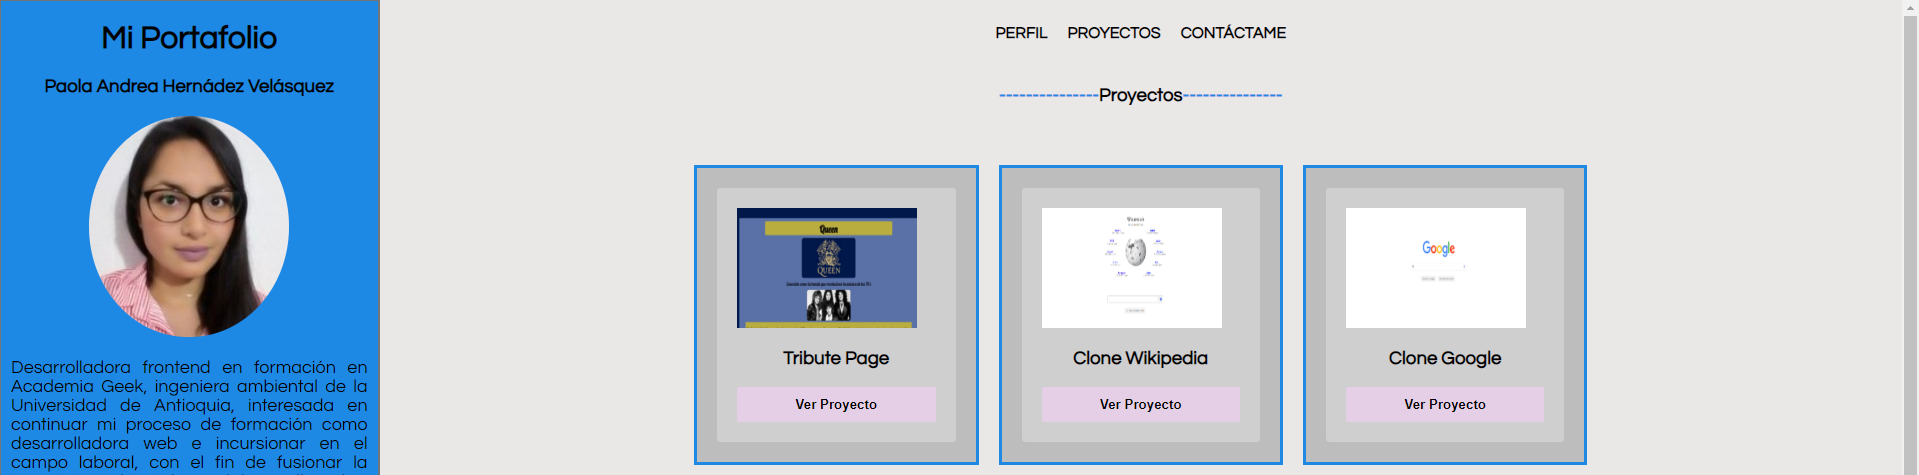 Mi Portafolio
Paola Andrea Hernádez Velásquez
Desarrolladora frontend en formación en
Academia Geek, ingeniera ambiental de la
Universidad de Antioquia, interesada en
continuar mi proceso de formación como
desarrolladora web e incursionar en el
campo laboral, con el fin de fusionar la
PERFIL PROYECTOS CONTÁCTAME
---------------Proyectos---------------
Queen
QUEEN
Tribute Page
Ver Proyecto
Clone Wikipedia
Ver Proyecto
Google
Clone Google
Ver Proyecto